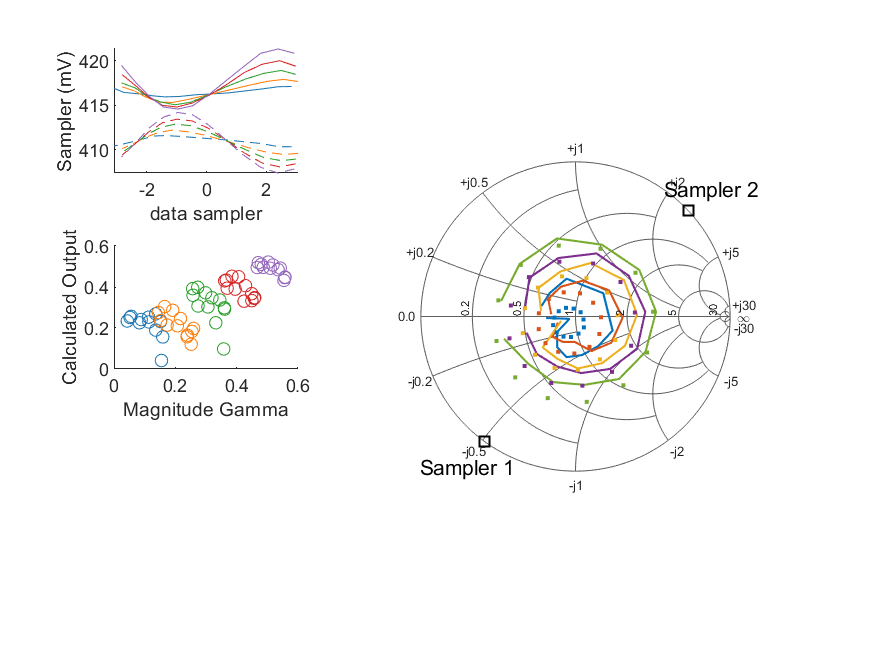 420
415
410
Sampler (mV)
-2 0 2
data sampler
0.6
0.4
0.2
0
Calculated Output
0 0.2 0.4 0.6
Magnitude Gamma
+j1
+j0.5
+j2
Sampler 2
+j0.2
+j5
0.0
0.2
0.5
1
2
5
30
+j30
∞
-j30
-j0.2
-j5
-j0.5
-j2
Sampler 1
-j1